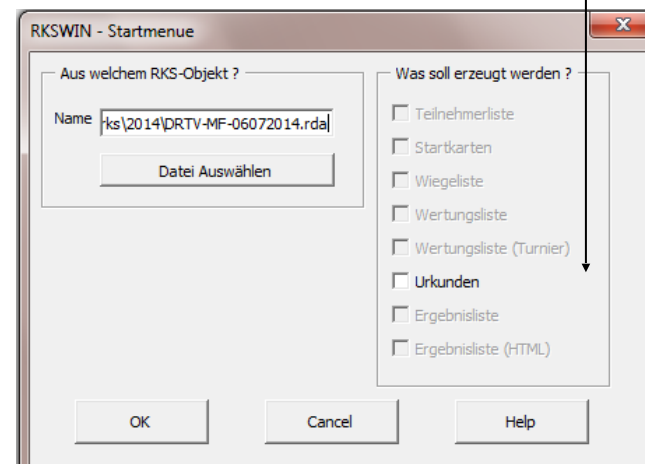 RKSWIN - Startmenue
x
Aus welchem RKS-Objekt ?
Name rks\2014\DRTV-MF-06072014.rda
Datei Auswählen
Was soll erzeugt werden ?
Teilnehmerliste
Startkarten
Wiegeliste
Wertungsliste
Wertungsliste (Turnier)
Urkunden
Ergebnisliste
Ergebnisliste (HTML)
OK
Cancel
Help